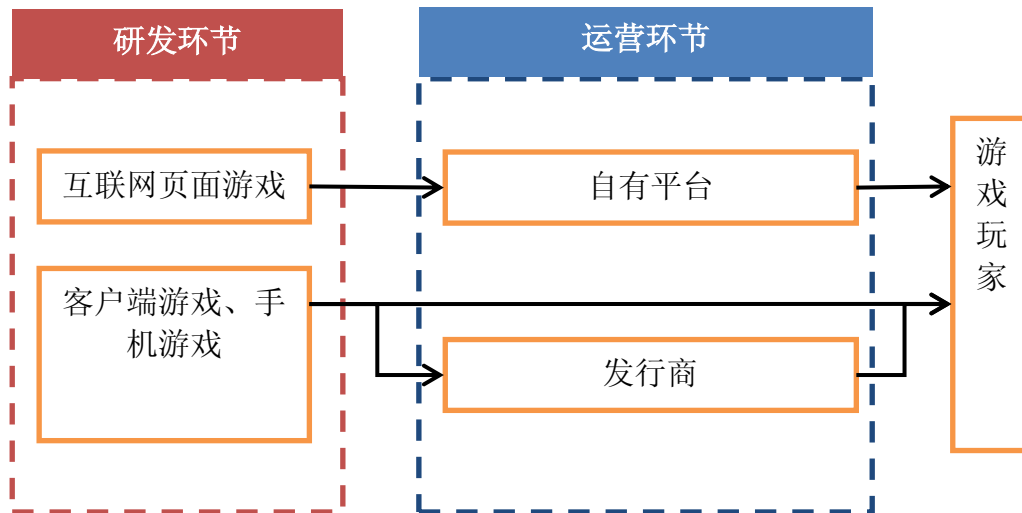 研发环节
运营环节
互联网页面游戏
自有平台
客户端游戏、手
机游戏
发行商
游
戏
玩
家